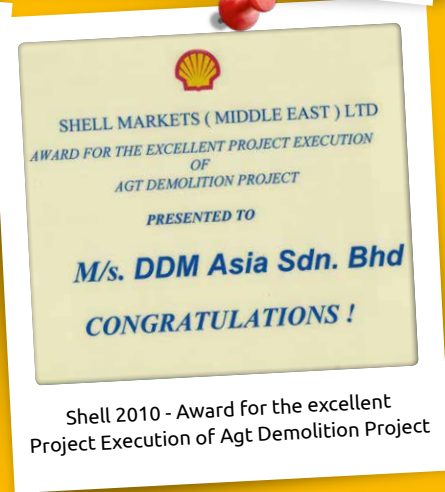 SHELL MARKETS ( MIDDLE EAST ) LTD
AWARD FOR THE EXCELLENT PROJECT EXECUTION
OF
AGT DEMOLITION PROJECT
PRESENTED TO
M/s. DDM Asia Sdn. Bhd
CONGRATULATIONS !
Shell 2010 - Award for the excellent
Project Execution of Agt Demolition Project